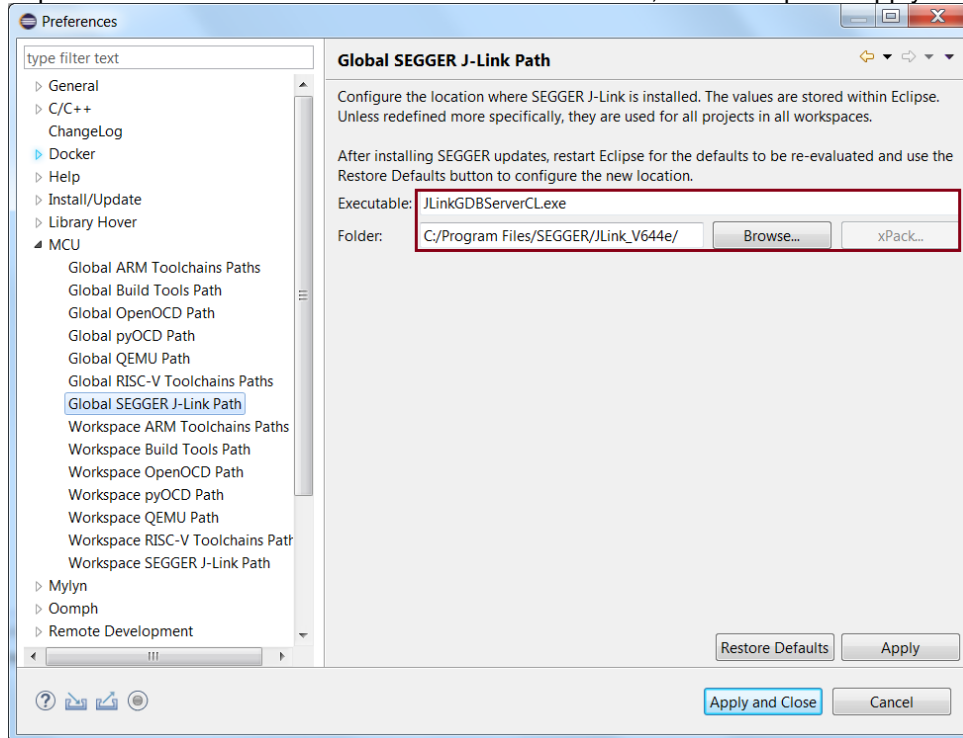 Preferences
type filter text
General
C/C++
ChangeLog
Docker
Help
Install/Update
Library Hover
MCU
Global ARM Toolchains Paths
Global Build Tools Path
Global OpenOCD Path
Global pyOCD Path
Global QEMU Path
Global RISC-V Toolchains Paths
Global SEGGER J-Link Path
Workspace ARM Toolchains Paths
Workspace Build Tools Path
Workspace OpenOCD Path
Workspace pyOCD Path
Workspace QEMU Path
Workspace RISC-V Toolchains Path
Workspace SEGGER J-Link Path
Mylyn
Oomph
Remote Development
Global SEGGER J-Link Path
Configure the location where SEGGER J-Link is installed. The values are stored within Eclipse.
Unless redefined more specifically, they are used for all projects in all workspaces.
After installing SEGGER updates, restart Eclipse for the defaults to be re-evaluated and use the
Restore Defaults button to configure the new location.
Executable: JLinkGDBServerCL.exe
Folder: C:/Program Files/SEGGER/JLink_V644e/ Browse... xPack...
Restore Defaults Apply
Apply and Close Cancel